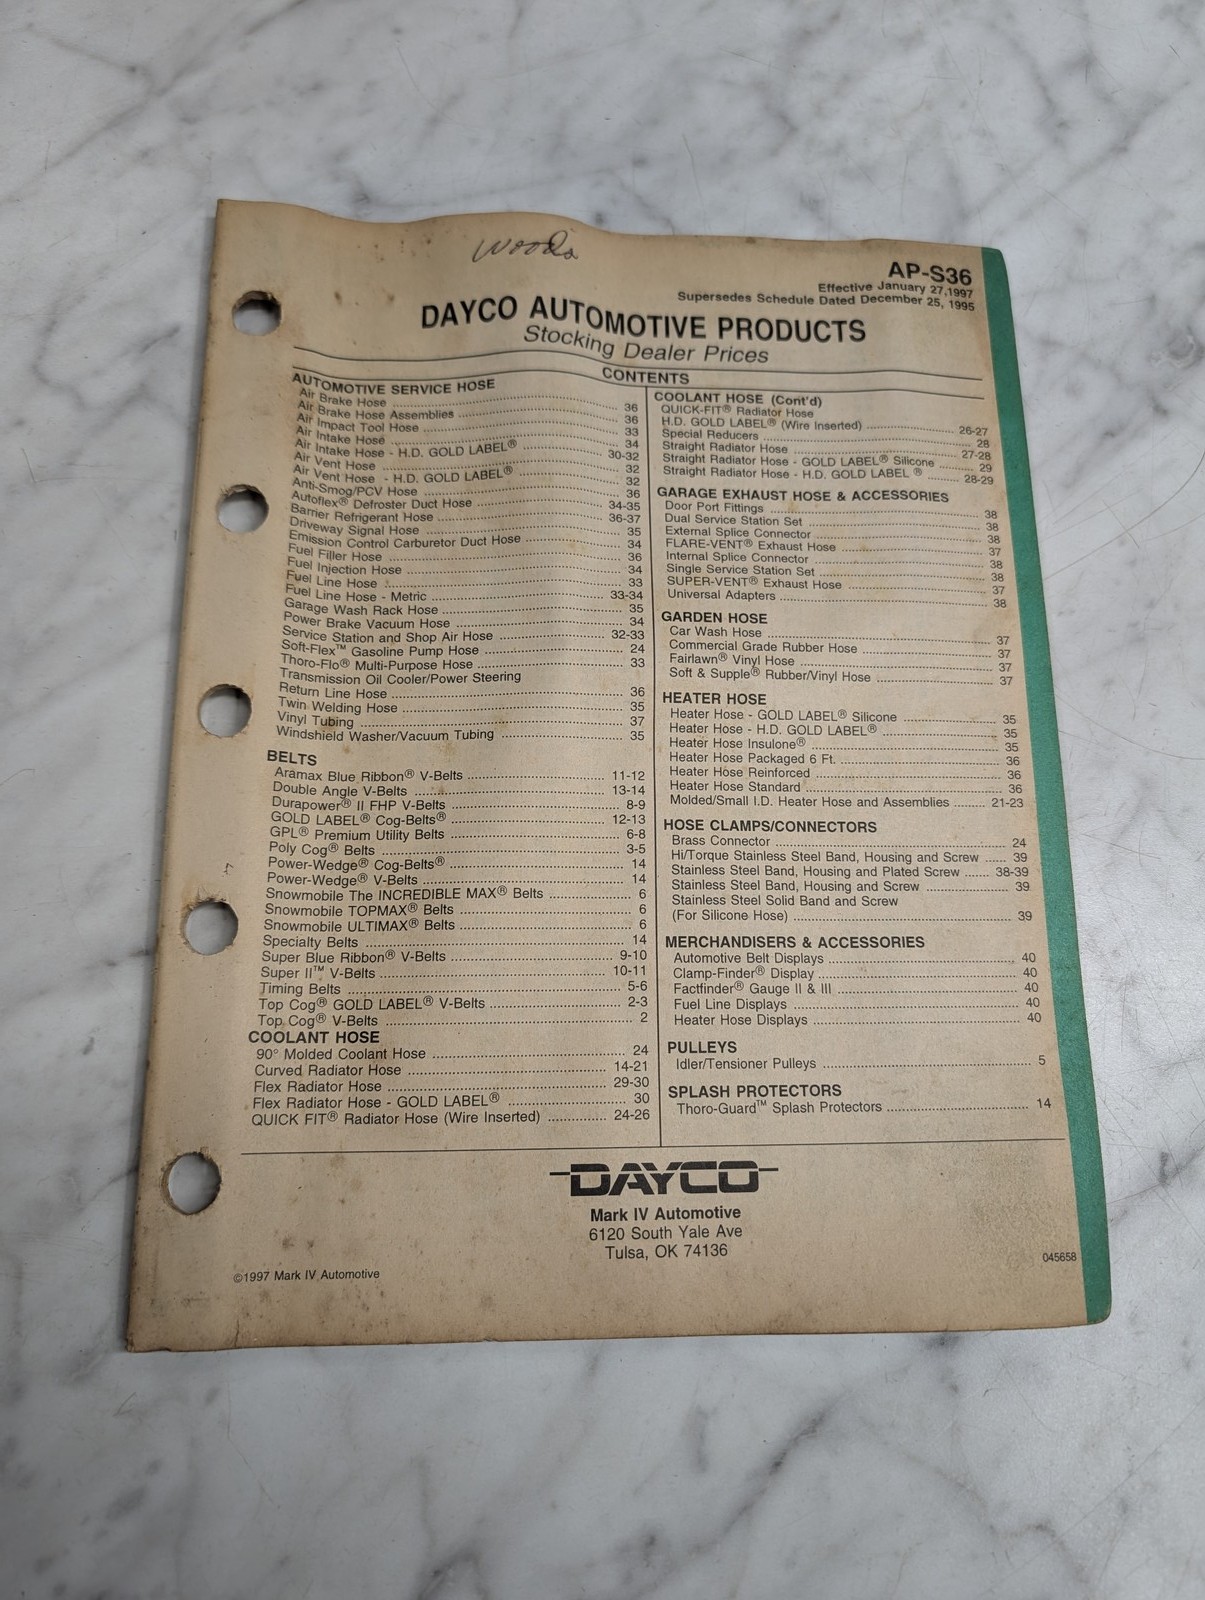 Woods
AP-S36
Effective January 27,1997
Supersedes Schedule Dated December 25, 1995
DAYCO AUTOMOTIVE PRODUCTS
Stocking Dealer Prices
CONTENTS
AUTOMOTIVE SERVICE HOSE
Air Brake Hose ........ 36
Air Brake Hose Assemblies ........ 36
Air Impact Tool Hose ........ 33
Air Intake Hose ........ 34
Air Intake Hose - H.D. GOLD LABEL® ........ 30-32
Air Vent Hose ........ 32
Air Vent Hose - H.D. GOLD LABEL® ........ 32
Anti-Smog/PCV Hose ........ 36
Autoflex® Defroster Duct Hose ........ 34-35
Barrier Refrigerant Hose ........ 36-37
Driveway Signal Hose ........ 35
Emission Control Carburetor Duct Hose ........ 34
Fuel Filler Hose ........ 36
Fuel Injection Hose ........ 34
Fuel Line Hose ........ 33
Fuel Line Hose - Metric ........ 33-34
Garage Wash Rack Hose ........ 35
Power Brake Vacuum Hose ........ 34
Service Station and Shop Air Hose ........ 32-33
Soft-Flex™ Gasoline Pump Hose ........ 24
Thoro-Flo® Multi-Purpose Hose ........ 33
Transmission Oil Cooler/Power Steering
Return Line Hose ........ 36
Twin Welding Hose ........ 35
Vinyl Tubing ........ 37
Windshield Washer/Vacuum Tubing ........ 35
BELTS
Aramax Blue Ribbon® V-Belts ........ 11-12
Double Angle V-Belts ........ 13-14
Durapower® II FHP V-Belts ........ 8-9
GOLD LABEL® Cog-Belts® ........ 12-13
GPL® Premium Utility Belts ........ 6-8
Poly Cog® Belts ........ 3-5
Power-Wedge® Cog-Belts® ........ 14
Power-Wedge® V-Belts ........ 14
Snowmobile The INCREDIBLE MAX® Belts ........ 6
Snowmobile TOPMAX® Belts ........ 6
Snowmobile ULTIMAX® Belts ........ 6
Specialty Belts ........ 14
Super Blue Ribbon® V-Belts ........ 9-10
Super II™ V-Belts ........ 10-11
Timing Belts ........ 5-6
Top Cog® GOLD LABEL® V-Belts ........ 2-3
Top Cog® V-Belts ........ 2
COOLANT HOSE
90° Molded Coolant Hose ........ 24
Curved Radiator Hose ........ 14-21
Flex Radiator Hose ........ 29-30
Flex Radiator Hose - GOLD LABEL® ........ 30
QUICK FIT® Radiator Hose (Wire Inserted) ........ 24-26
COOLANT HOSE (Cont'd)
QUICK-FIT® Radiator Hose
H.D. GOLD LABEL® (Wire Inserted) ........ 26-27
Special Reducers ........ 28
Straight Radiator Hose ........ 27-28
Straight Radiator Hose - GOLD LABEL® Silicone ........ 29
Straight Radiator Hose - H.D. GOLD LABEL ® ........ 28-29
GARAGE EXHAUST HOSE & ACCESSORIES
Door Port Fittings ........ 38
Dual Service Station Set ........ 38
External Splice Connector ........ 38
FLARE-VENT® Exhaust Hose ........ 37
Internal Splice Connector ........ 38
Single Service Station Set ........ 38
SUPER-VENT® Exhaust Hose ........ 37
Universal Adapters ........ 38
GARDEN HOSE
Car Wash Hose ........ 37
Commercial Grade Rubber Hose ........ 37
Fairlawn® Vinyl Hose ........ 37
Soft & Supple® Rubber/Vinyl Hose ........ 37
HEATER HOSE
Heater Hose - GOLD LABEL® Silicone ........ 35
Heater Hose - H.D. GOLD LABEL® ........ 35
Heater Hose Insulone® ........ 35
Heater Hose Packaged 6 Ft. ........ 36
Heater Hose Reinforced ........ 36
Heater Hose Standard ........ 36
Molded/Small I.D. Heater Hose and Assemblies ........ 21-23
HOSE CLAMPS/CONNECTORS
Brass Connector ........ 24
Hi/Torque Stainless Steel Band, Housing and Screw ...... 39
Stainless Steel Band, Housing and Plated Screw ....... 38-39
Stainless Steel Band, Housing and Screw ........ 39
Stainless Steel Solid Band and Screw
(For Silicone Hose) ........ 39
MERCHANDISERS & ACCESSORIES
Automotive Belt Displays ........ 40
Clamp-Finder® Display ........ 40
Factfinder® Gauge II & III ........ 40
Fuel Line Displays ........ 40
Heater Hose Displays ........ 40
PULLEYS
Idler/Tensioner Pulleys ........ 5
SPLASH PROTECTORS
Thoro-Guard™ Splash Protectors ........ 14
DAYCO
Mark IV Automotive
6120 South Yale Ave
Tulsa, OK 74136
045658
©1997 Mark IV Automotive